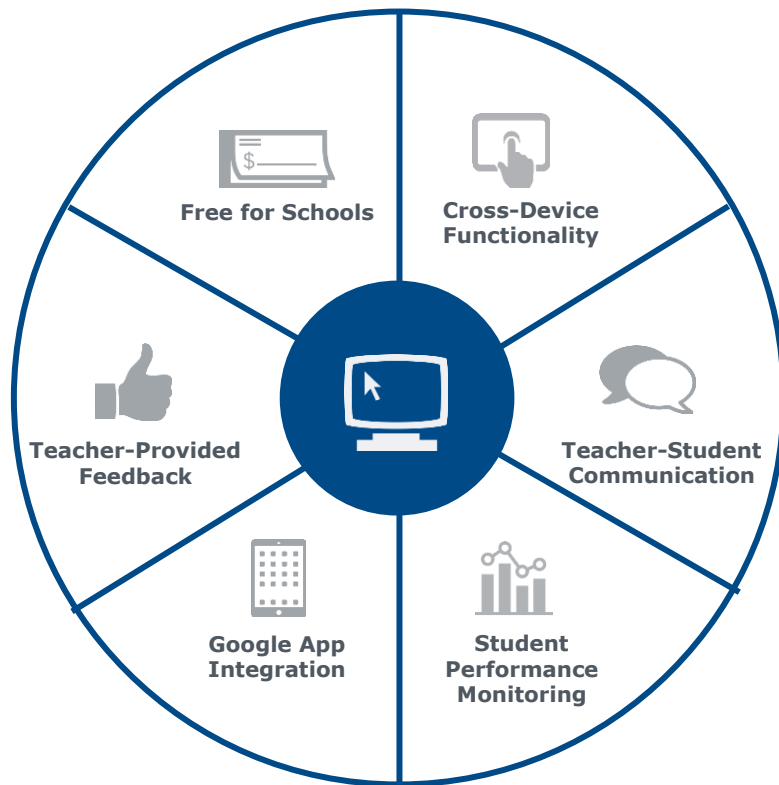 $
Free for Schools
Cross-Device
Functionality
Teacher-Student
Communication
Student
Performance
Monitoring
Google App
Integration
Teacher-Provided
Feedback